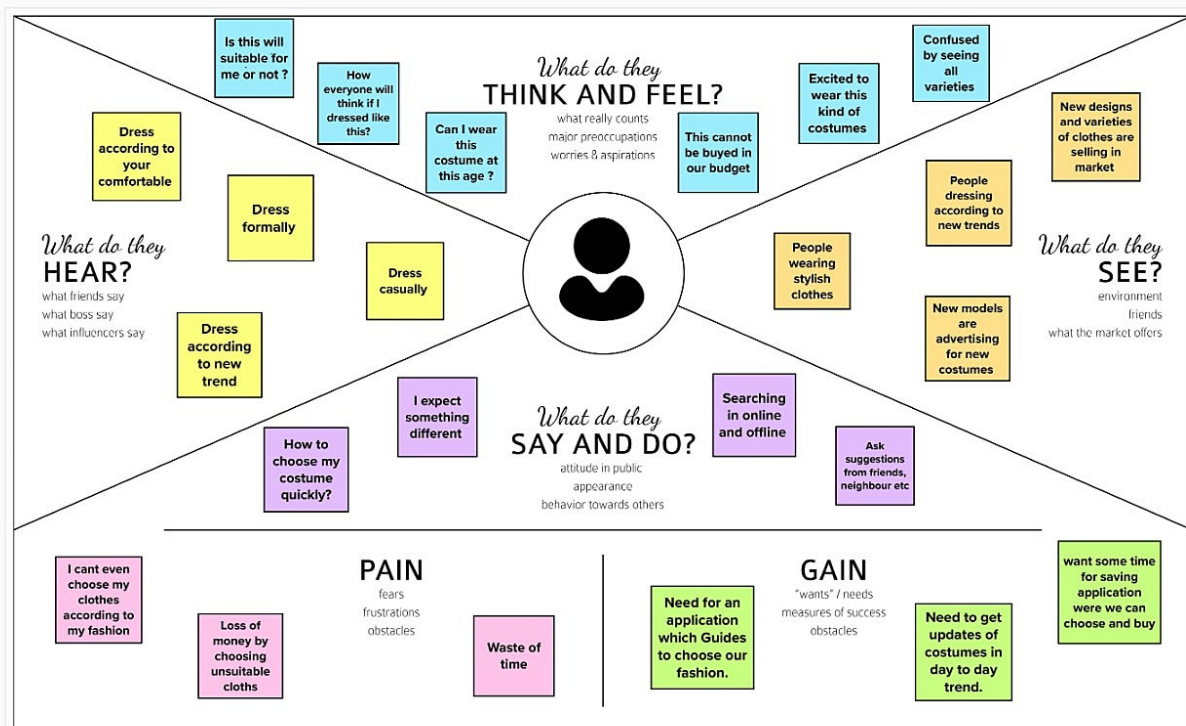 Is this will
suitable for
me or not ?
How
everyone will
think if I
dressed like
this?
Can I wear
this
costume at
this age ?
What do they
THINK AND FEEL?
what really counts
major preoccupations
worries & aspirations
This cannot
be buyed in
our budget
Excited to
wear this
kind of
costumes
Confused
by seeing
all
varieties
Dress
according to
your
comfortable
Dress
formally
Dress
casually
Dress
according
to new
trend
What do they
HEAR?
what friends say
what boss say
what influencers say
New designs
and varieties
of clothes are
selling in
market
People
dressing
according to
new trends
People
wearing
stylish
clothes
New models
are
advertising
for new
costumes
What do they
SEE?
environment
friends
what the market offers
How to
choose my
costume
quickly?
I expect
something
different
What do they
SAY AND DO?
attitude in public
appearance
behavior towards others
Searching
in online
and offline
Ask
suggestions
from friends,
neighbour etc
I cant even
choose my
clothes
according to
my fashion
Loss of
money by
choosing
unsuitable
cloths
PAIN
fears
frustrations
obstacles
Waste of
time
Need for an
application
which Guides
to choose our
fashion.
GAIN
"wants" / needs
measures of success
obstacles
Need to get
updates of
costumes in
day to day
trend.
want some time
for saving
application
were we can
choose and buy